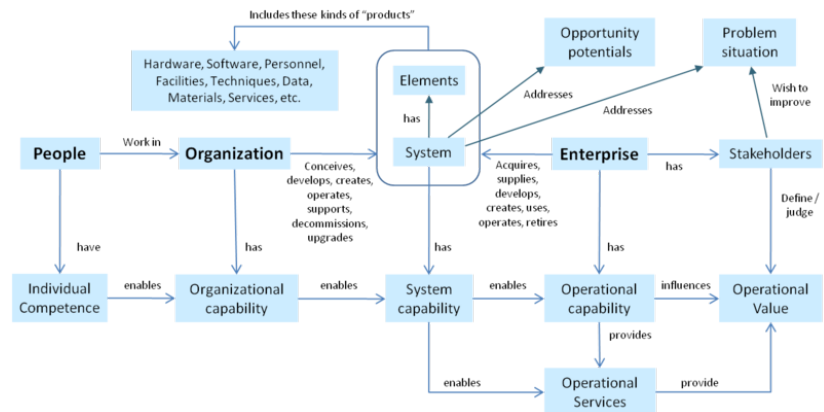 Includes these kinds of “products”
Hardware, Software, Personnel,
Facilities, Techniques, Data,
Materials, Services, etc.
Elements
Opportunity
potentials
Problem
situation
has
Addresses
Addresses
Wish to
improve
People
Work in
Organization
Conceives,
develops, creates,
operates,
supports,
decommissions,
upgrades
System
Acquires,
supplies,
develops,
creates, uses,
operates, retires
Enterprise
has
Stakeholders
Define /
judge
have
has
has
has
Individual
Competence
enables
Organizational
capability
enables
System
capability
enables
Operational
capability
influences
Operational
Value
provides
enables
Operational
Services
provide